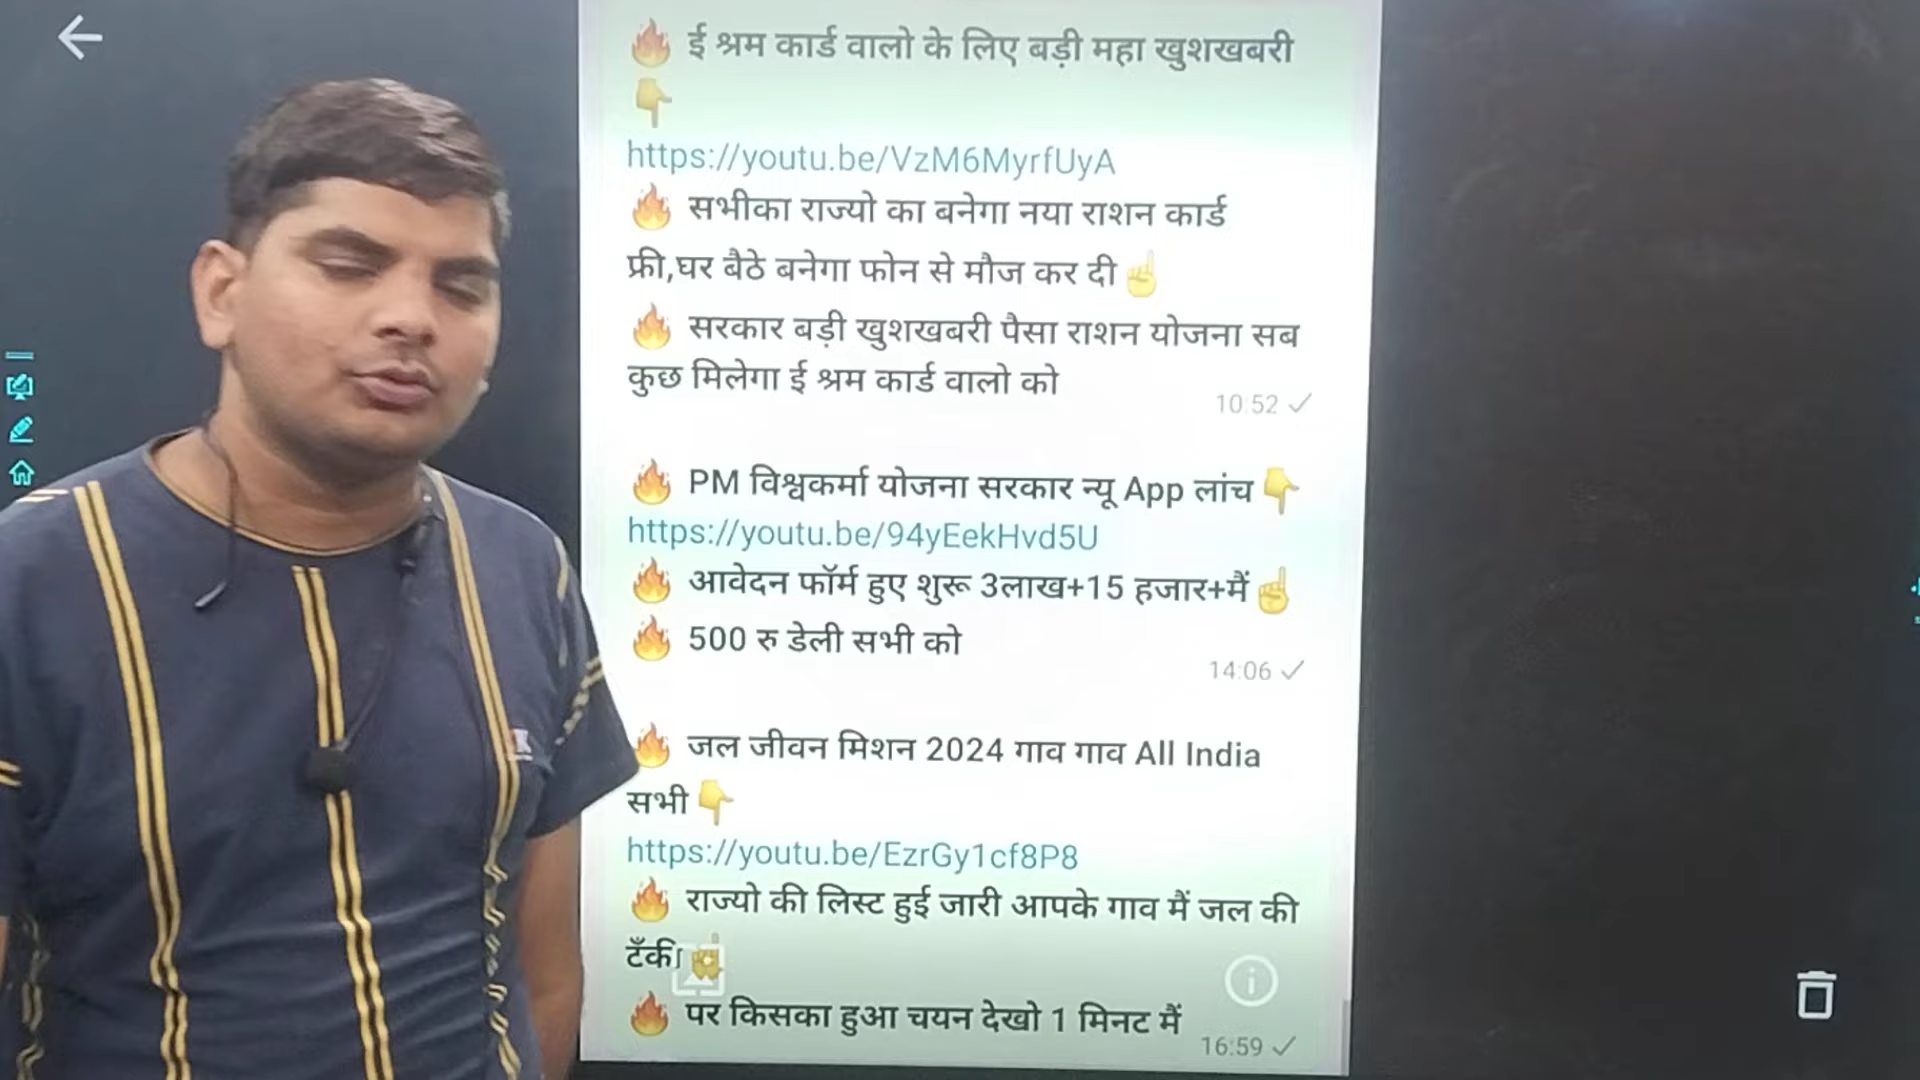 🔥 ई श्रम कार्ड वालो के लिए बड़ी महा खुशखबरी
👇
https://youtu.be/VzM6MyrfUyA
🔥 सभीका राज्यो का बनेगा नया राशन कार्ड
फ्री,घर बैठे बनेगा फोन से मौज कर दी☝️
🔥 सरकार बड़ी खुशखबरी पैसा राशन योजना सब
कुछ मिलेगा ई श्रम कार्ड वालो को
10:52 ✓
🔥 PM विश्वकर्मा योजना सरकार न्यू App लांच👇
https://youtu.be/94yEekHvd5U
🔥 आवेदन फॉर्म हुए शुरू 3लाख+15 हजार+मैं☝️
🔥 500 रु डेली सभी को
14:06 ✓
🔥 जल जीवन मिशन 2024 गाव गाव All India
सभी👇
https://youtu.be/EzrGy1cf8P8
🔥 राज्यो की लिस्ट हुई जारी आपके गाव मैं जल की
टँकी☝️
🔥 पर किसका हुआ चयन देखो 1 मिनट मैं
16:59 ✓